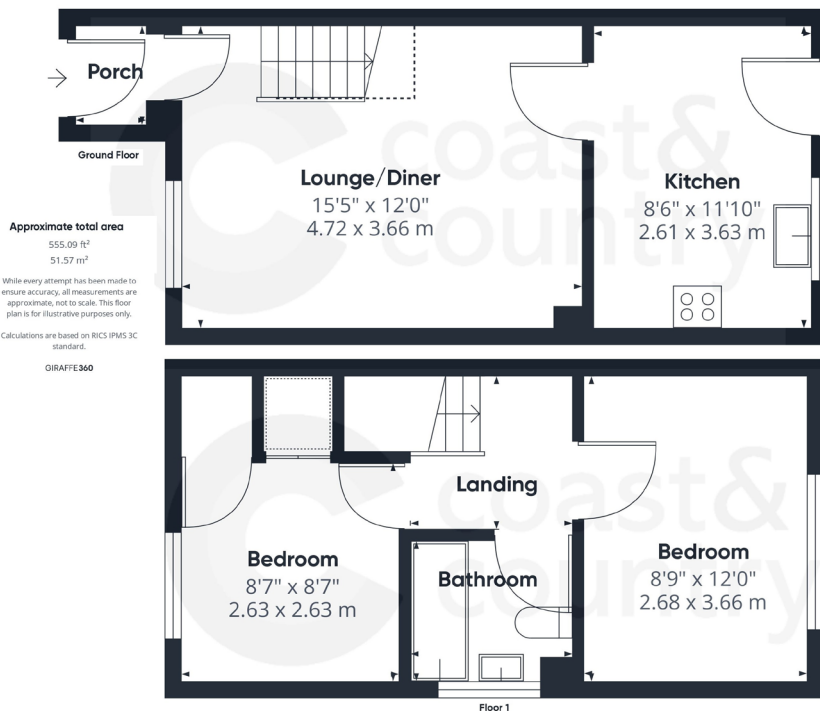 Porch
Ground Floor
Lounge/Diner
15'5" x 12'0"
4.72 x 3.66 m
Kitchen
8'6" x 11'10"
2.61 x 3.63 m
coast&
country
Approximate total area
555.09 ft²
51.57 m²
While every attempt has been made to
ensure accuracy, all measurements are
approximate, not to scale. This floor
plan is for illustrative purposes only.
Calculations are based on RICS IPMS 3C
standard.
GIRAFFE360
Landing
Bedroom
8'7" x 8'7"
2.63 x 2.63 m
Bathroom
Bedroom
8'9" x 12'0"
2.68 x 3.66 m
coast&
country
Floor 1